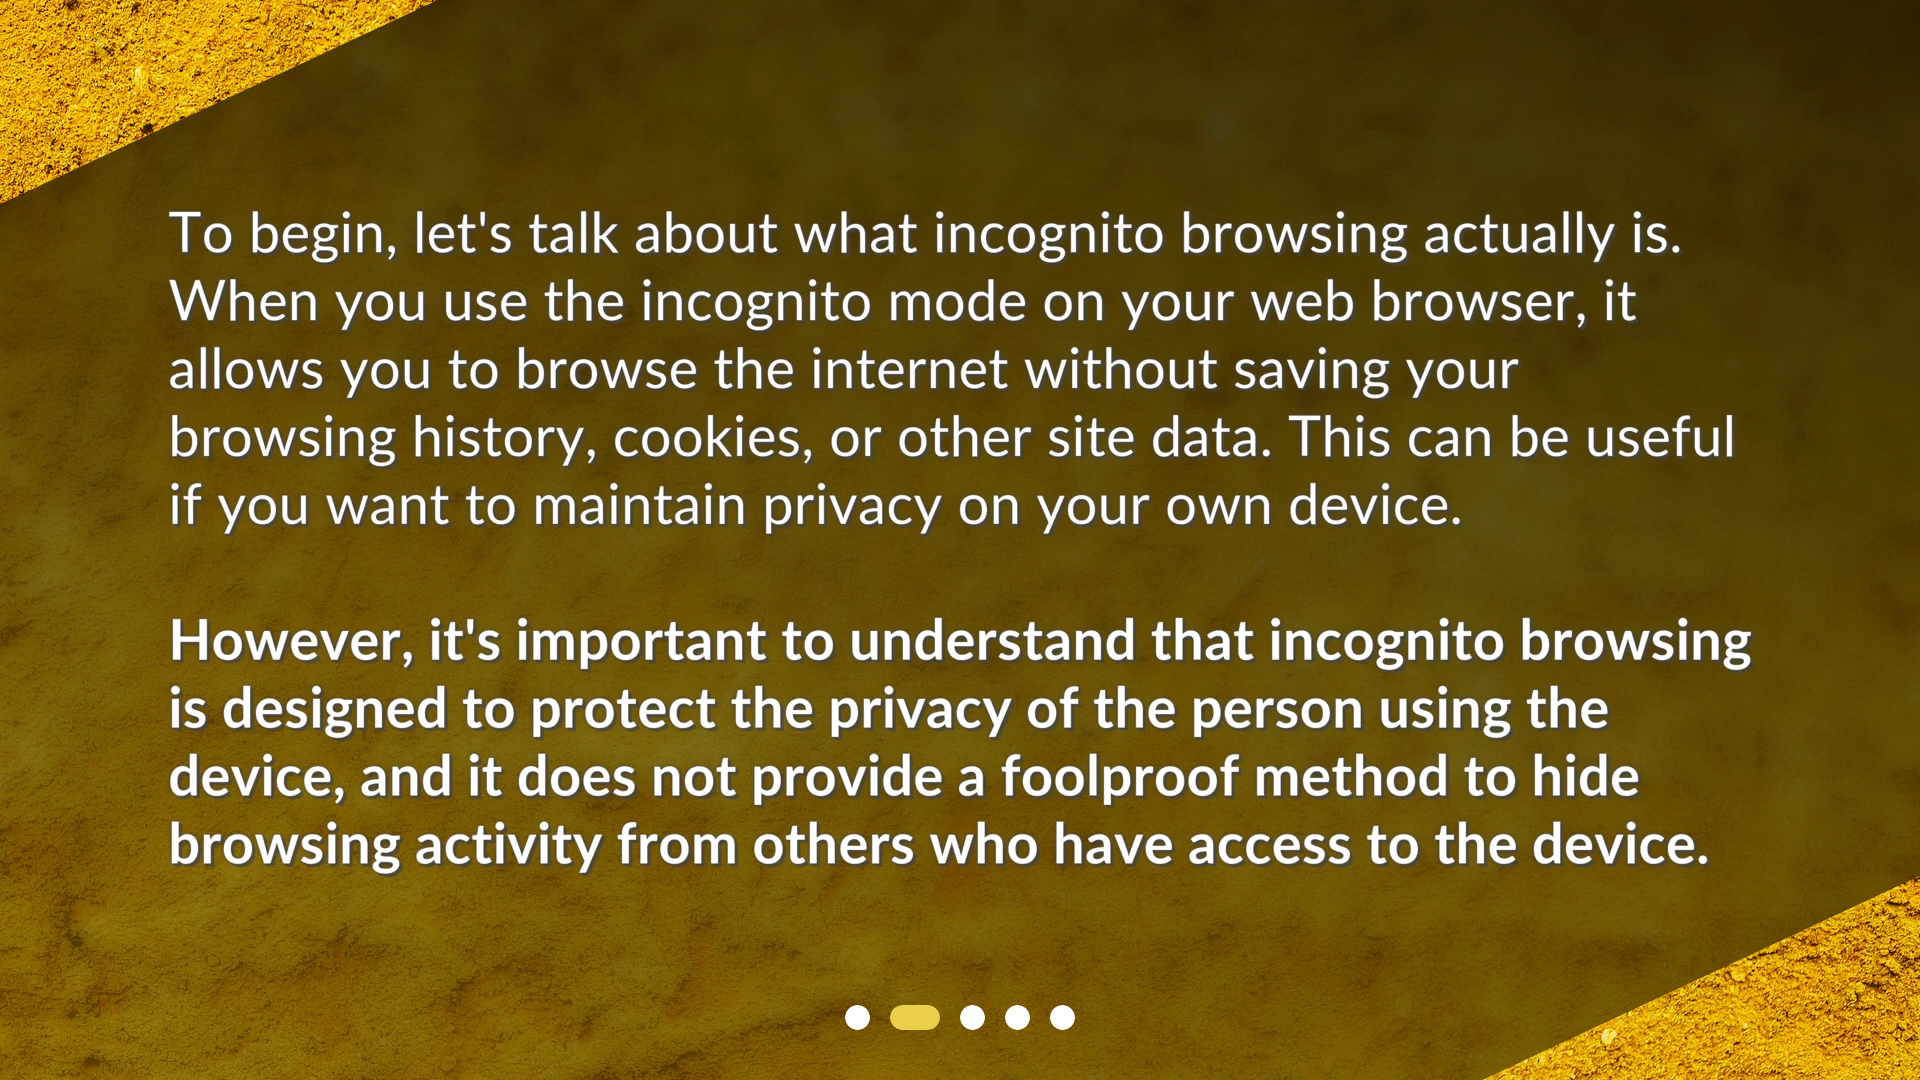 To begin, let's talk about what incognito browsing actually is.
When you use the incognito mode on your web browser, it
allows you to browse the internet without saving your
browsing history, cookies, or other site data. This can be useful
if you want to maintain privacy on your own device.
However, it's important to understand that incognito browsing
is designed to protect the privacy of the person using the
device, and it does not provide a foolproof method to hide
browsing activity from others who have access to the device.